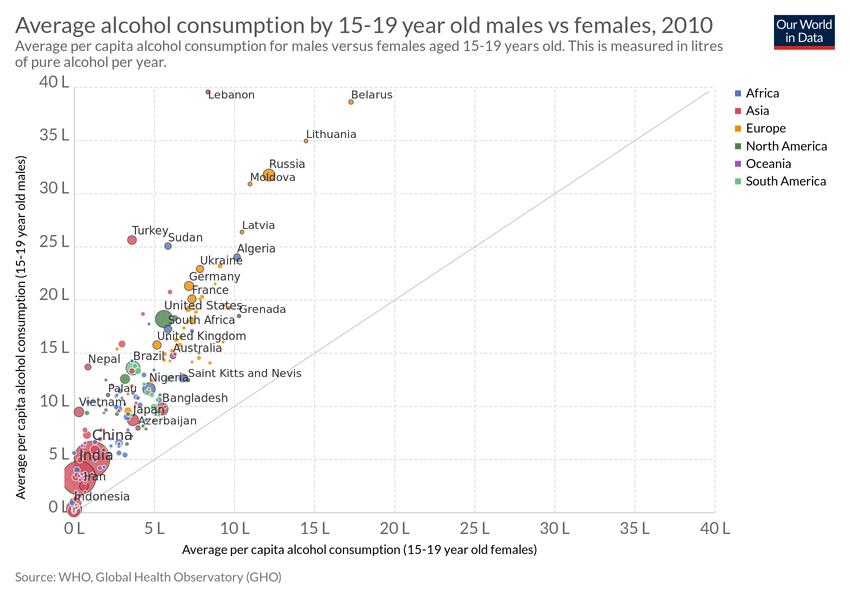 Average alcohol consumption by 15-19 year old males vs females, 2010
Our World
in Data
Average per capita alcohol consumption for males versus females aged 15-19 years old. This is measured in litres
of pure alcohol per year.
40 L
Lebanon
Belarus
Africa
Asia
Europe
North America
Oceania
South America
35 L
Lithuania
Russia
Moldova
30 L
Latvia
Turkey
Sudan
25 L
Algeria
Ukraine
Germany
France
20 L
United States
Grenada
South Africa
United Kingdom
15 L
Australia
Brazil
Nepal
Saint Kitts and Nevis
Nigeria
Palau
10 L
Vietnam
Bangladesh
Japan
Azerbaijan
China
5 L
India
Iran
Indonesia
0 L
0 L
5 L
10 L
15 L
20 L
25 L
30 L
35 L
40 L
Average per capita alcohol consumption (15-19 year old males)
Average per capita alcohol consumption (15-19 year old females)
Source: WHO, Global Health Observatory (GHO)